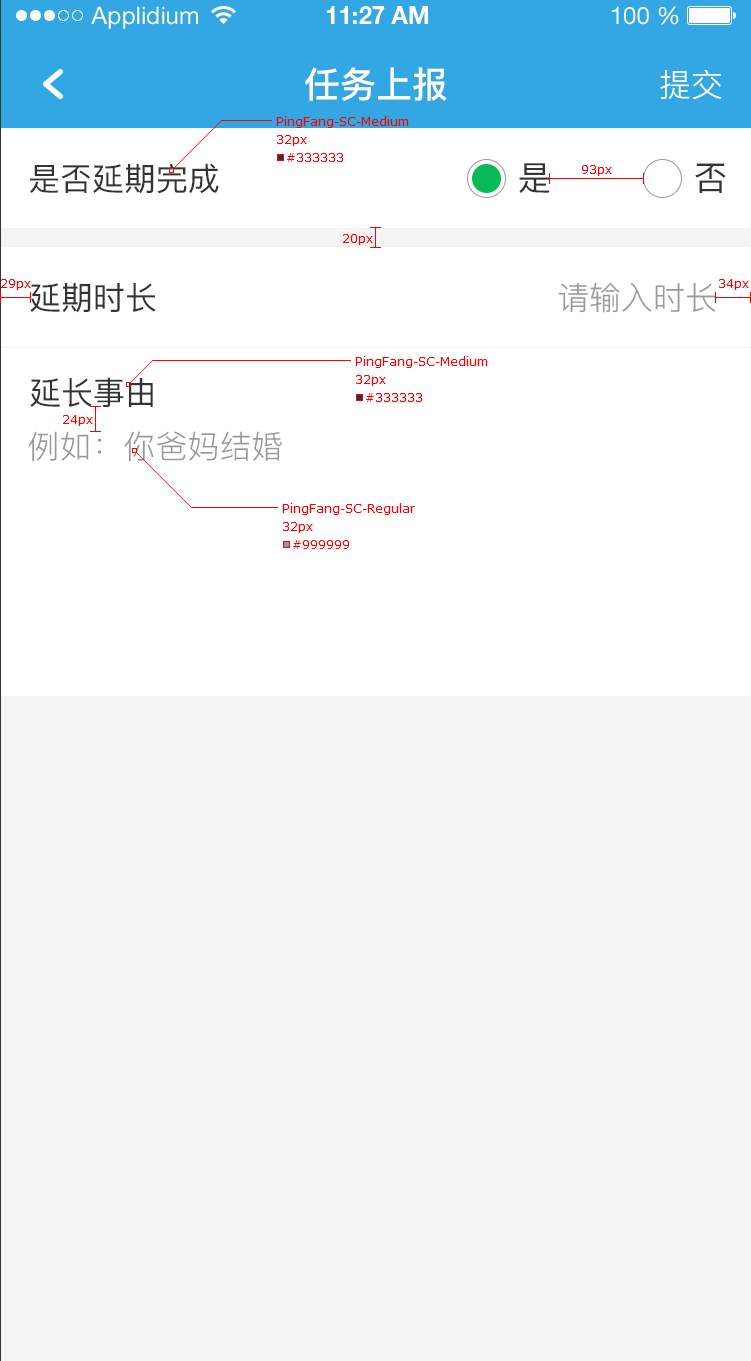 Applidium 11:27 AM 100 %
任务上报 提交
PingFang-SC-Medium
32px
#333333
是否延期完成 是 93px 否
20px
29px 34px
延期时长 请输入时长
PingFang-SC-Medium
32px
#333333
延长事由
24px
例如：你爸妈结婚
PingFang-SC-Regular
32px
#999999